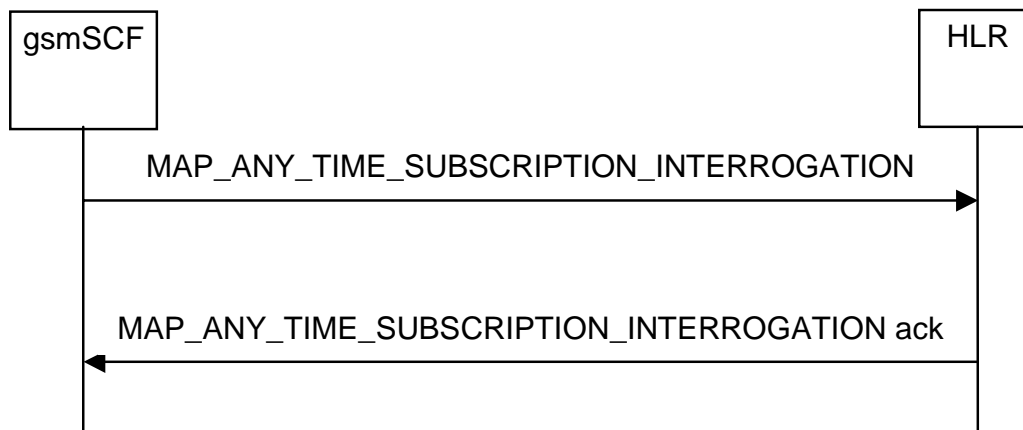 gsmSCF
HLR
MAP_ANY_TIME_SUBSCRIPTION_INTERROGATION
MAP_ANY_TIME_SUBSCRIPTION_INTERROGATION ack